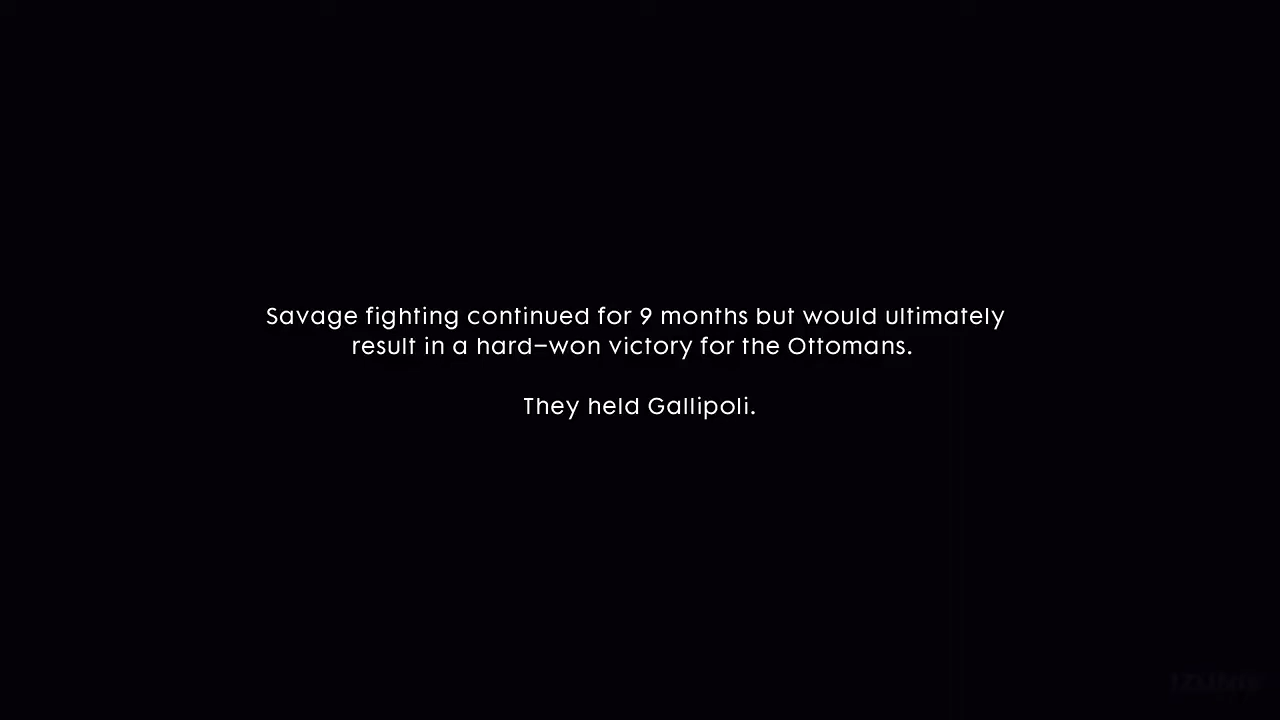 Savage fighting continued for 9 months but would ultimately
result in a hard–won victory for the Ottomans.
They held Gallipoli.